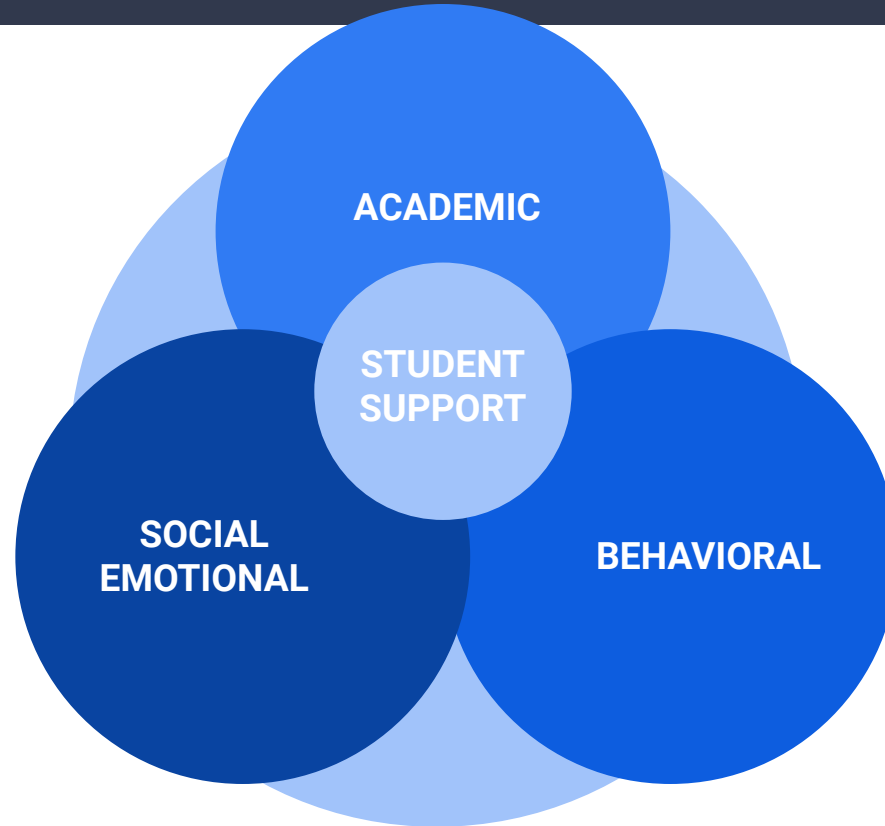 ACADEMIC
STUDENT
SUPPORT
SOCIAL
EMOTIONAL
BEHAVIORAL